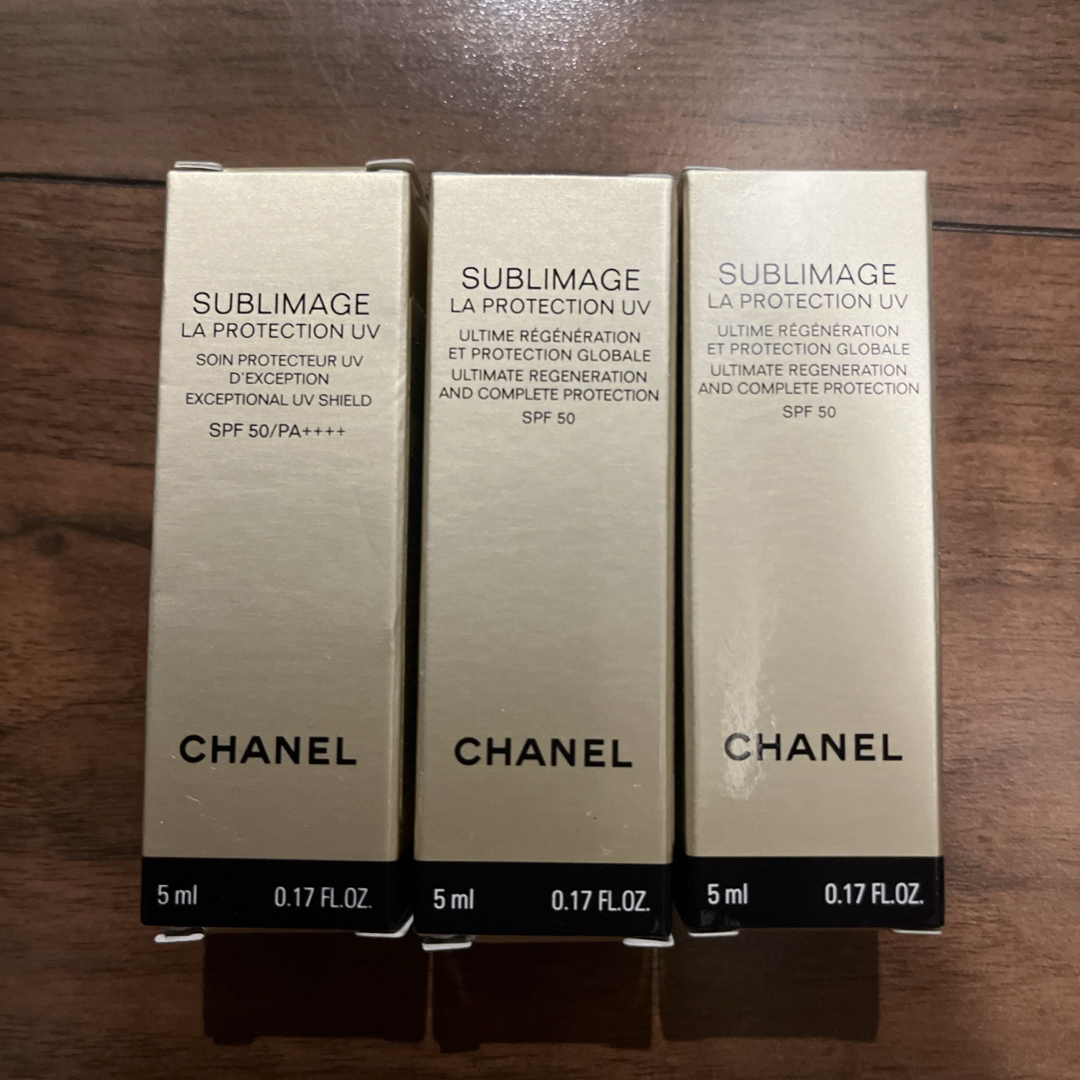 SUBLIMAGE
LA PROTECTION UV
SOIN PROTECTEUR UV
D'EXCEPTION
EXCEPTIONAL UV SHIELD
SPF 50/PA++++
CHANEL
5 ml 0.17 FL.OZ.
SUBLIMAGE
LA PROTECTION UV
ULTIME RÉGÉNÉRATION
ET PROTECTION GLOBALE
ULTIMATE REGENERATION
AND COMPLETE PROTECTION
SPF 50
CHANEL
5 ml 0.17 FL.OZ.
SUBLIMAGE
LA PROTECTION UV
ULTIME RÉGÉNÉRATION
ET PROTECTION GLOBALE
ULTIMATE REGENERATION
AND COMPLETE PROTECTION
SPF 50
CHANEL
5 ml 0.17 FL.OZ.